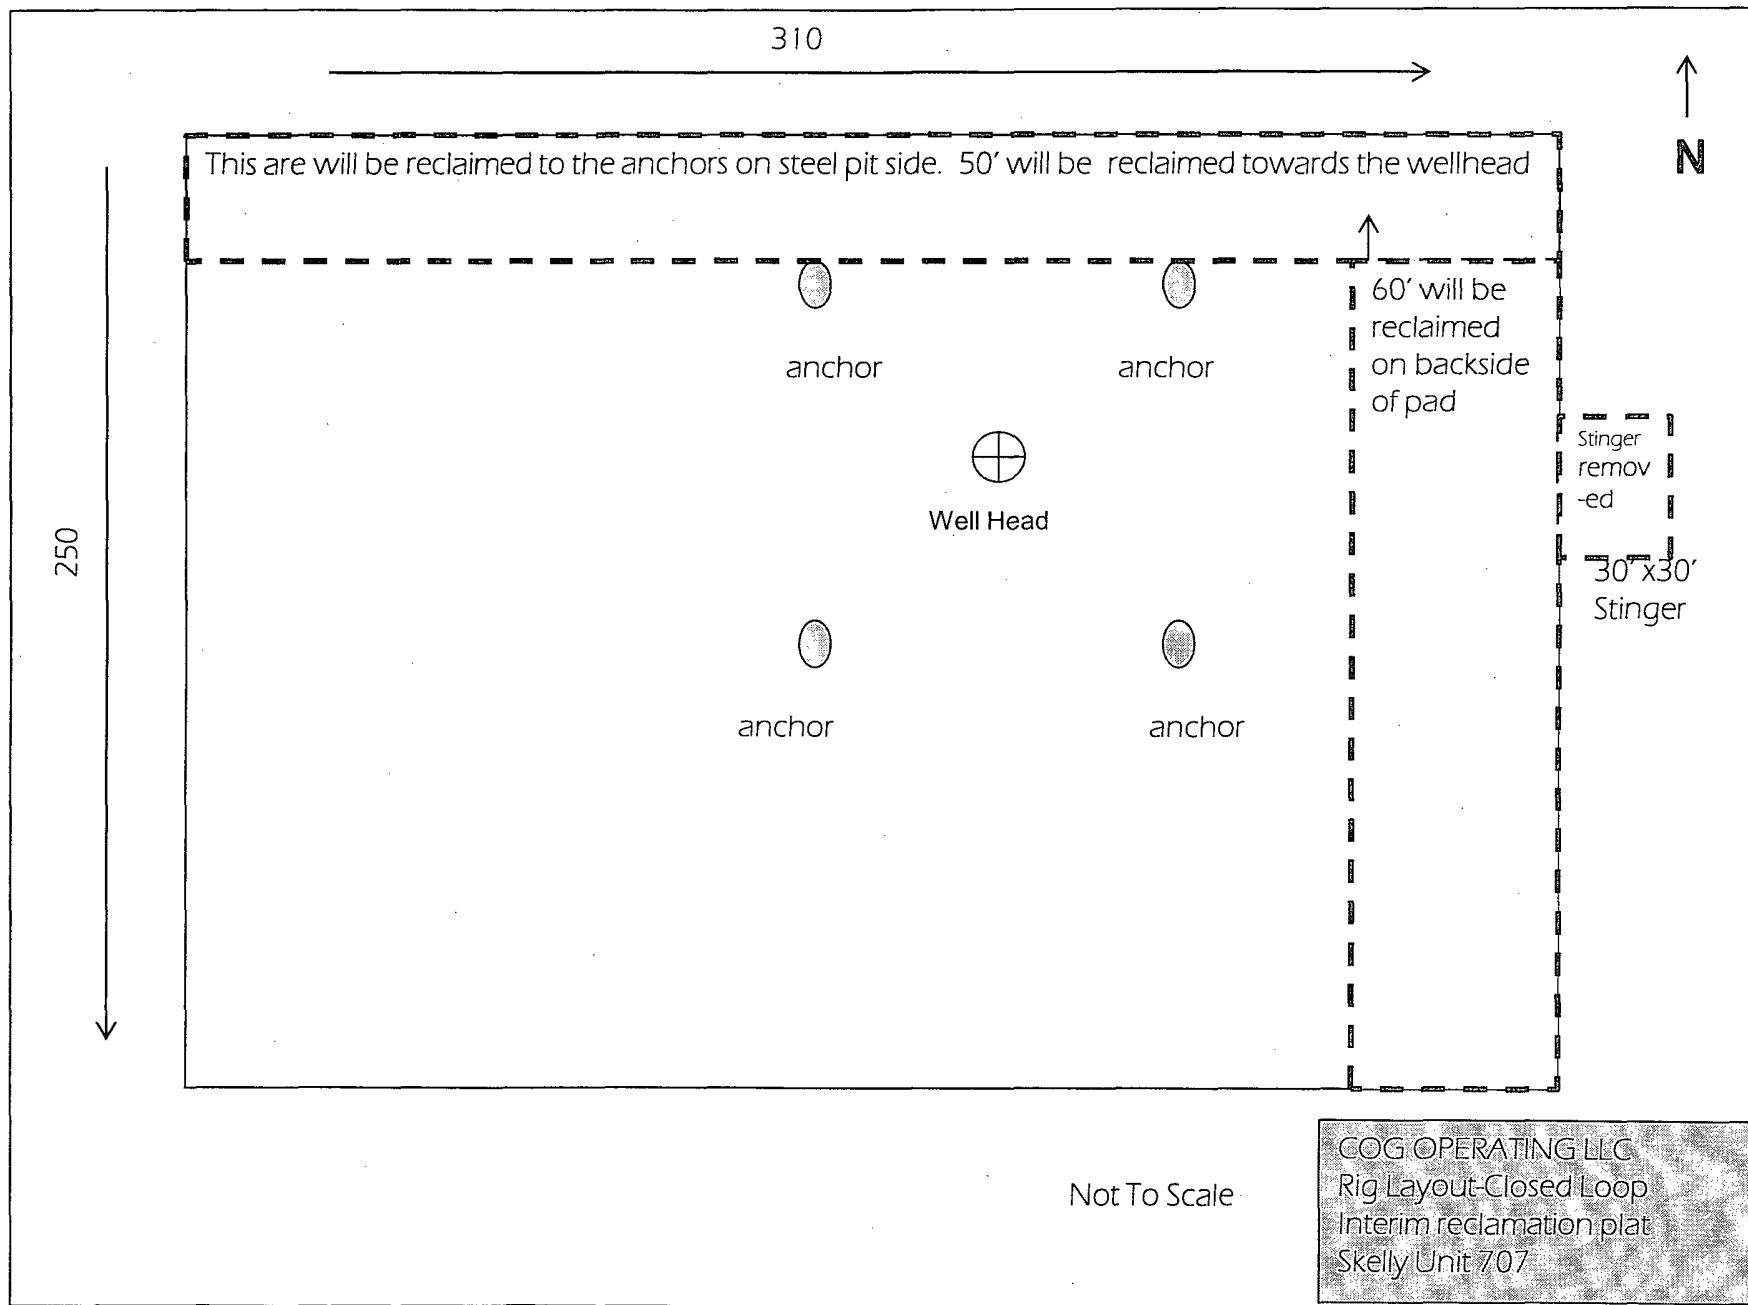 310
N
This are will be reclaimed to the anchors on steel pit side. 50' will be reclaimed towards the wellhead
60' will be
reclaimed
on backside
of pad
anchor
anchor
Stinger
remov
-ed
Well Head
250
30'x30'
Stinger
anchor
anchor
Not To Scale
COG OPERATING LLC
Rig Layout-Closed Loop
Interim reclamation plat
Skelly Unit 707